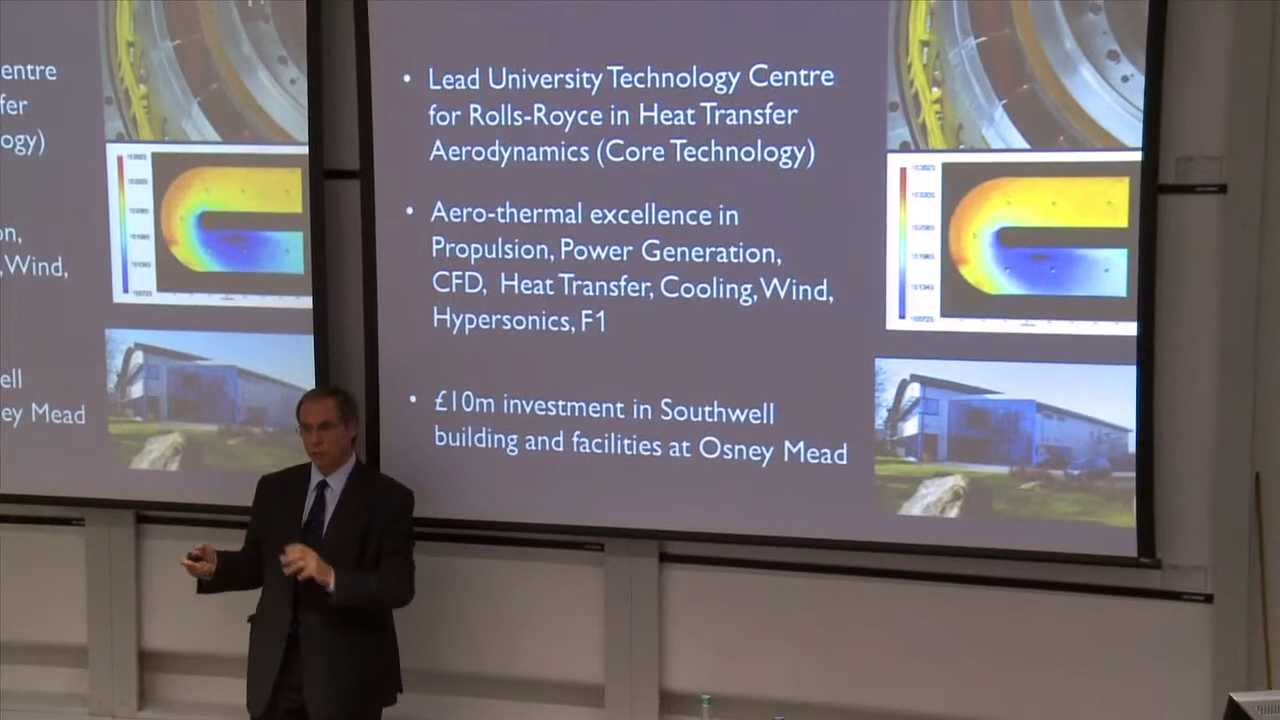 entre
fer
ogy)
on,
, Wind,
ell
ey Mead
• Lead University Technology Centre
for Rolls-Royce in Heat Transfer
Aerodynamics (Core Technology)
• Aero-thermal excellence in
Propulsion, Power Generation,
CFD, Heat Transfer, Cooling, Wind,
Hypersonics, F1
• £10m investment in Southwell
building and facilities at Osney Mead